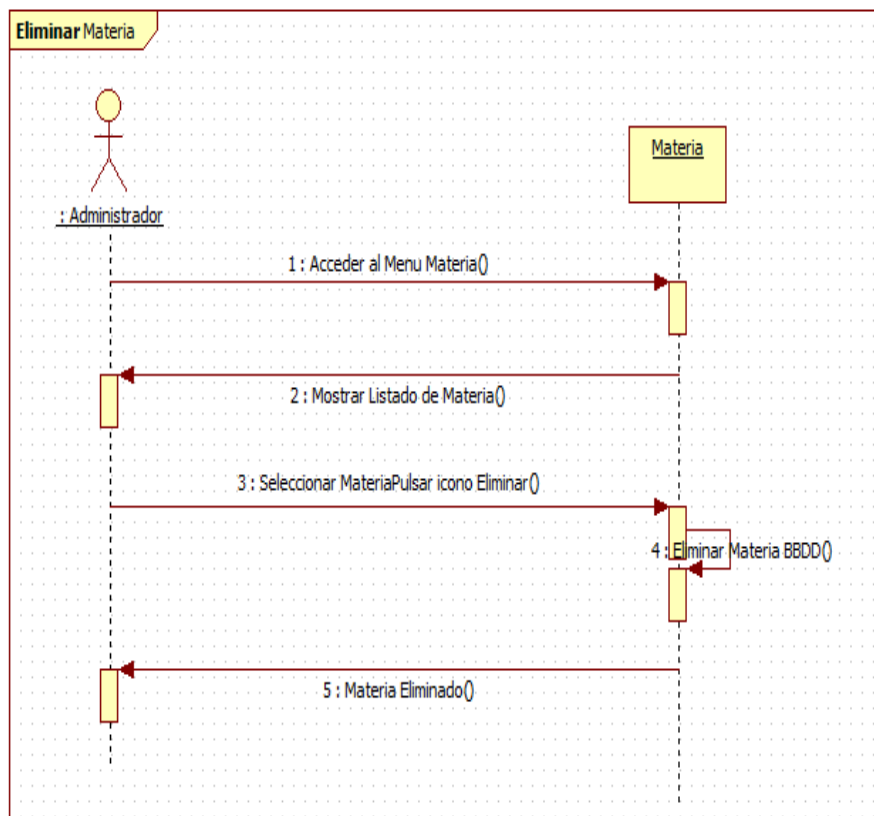 Eliminar Materia
Materia
: Administrador
1 : Acceder al Menu Materia()
2 : Mostrar Listado de Materia()
3 : Seleccionar MateriaPulsar icono Eliminar()
4 : Eliminar Materia BBDD()
5 : Materia Eliminado()